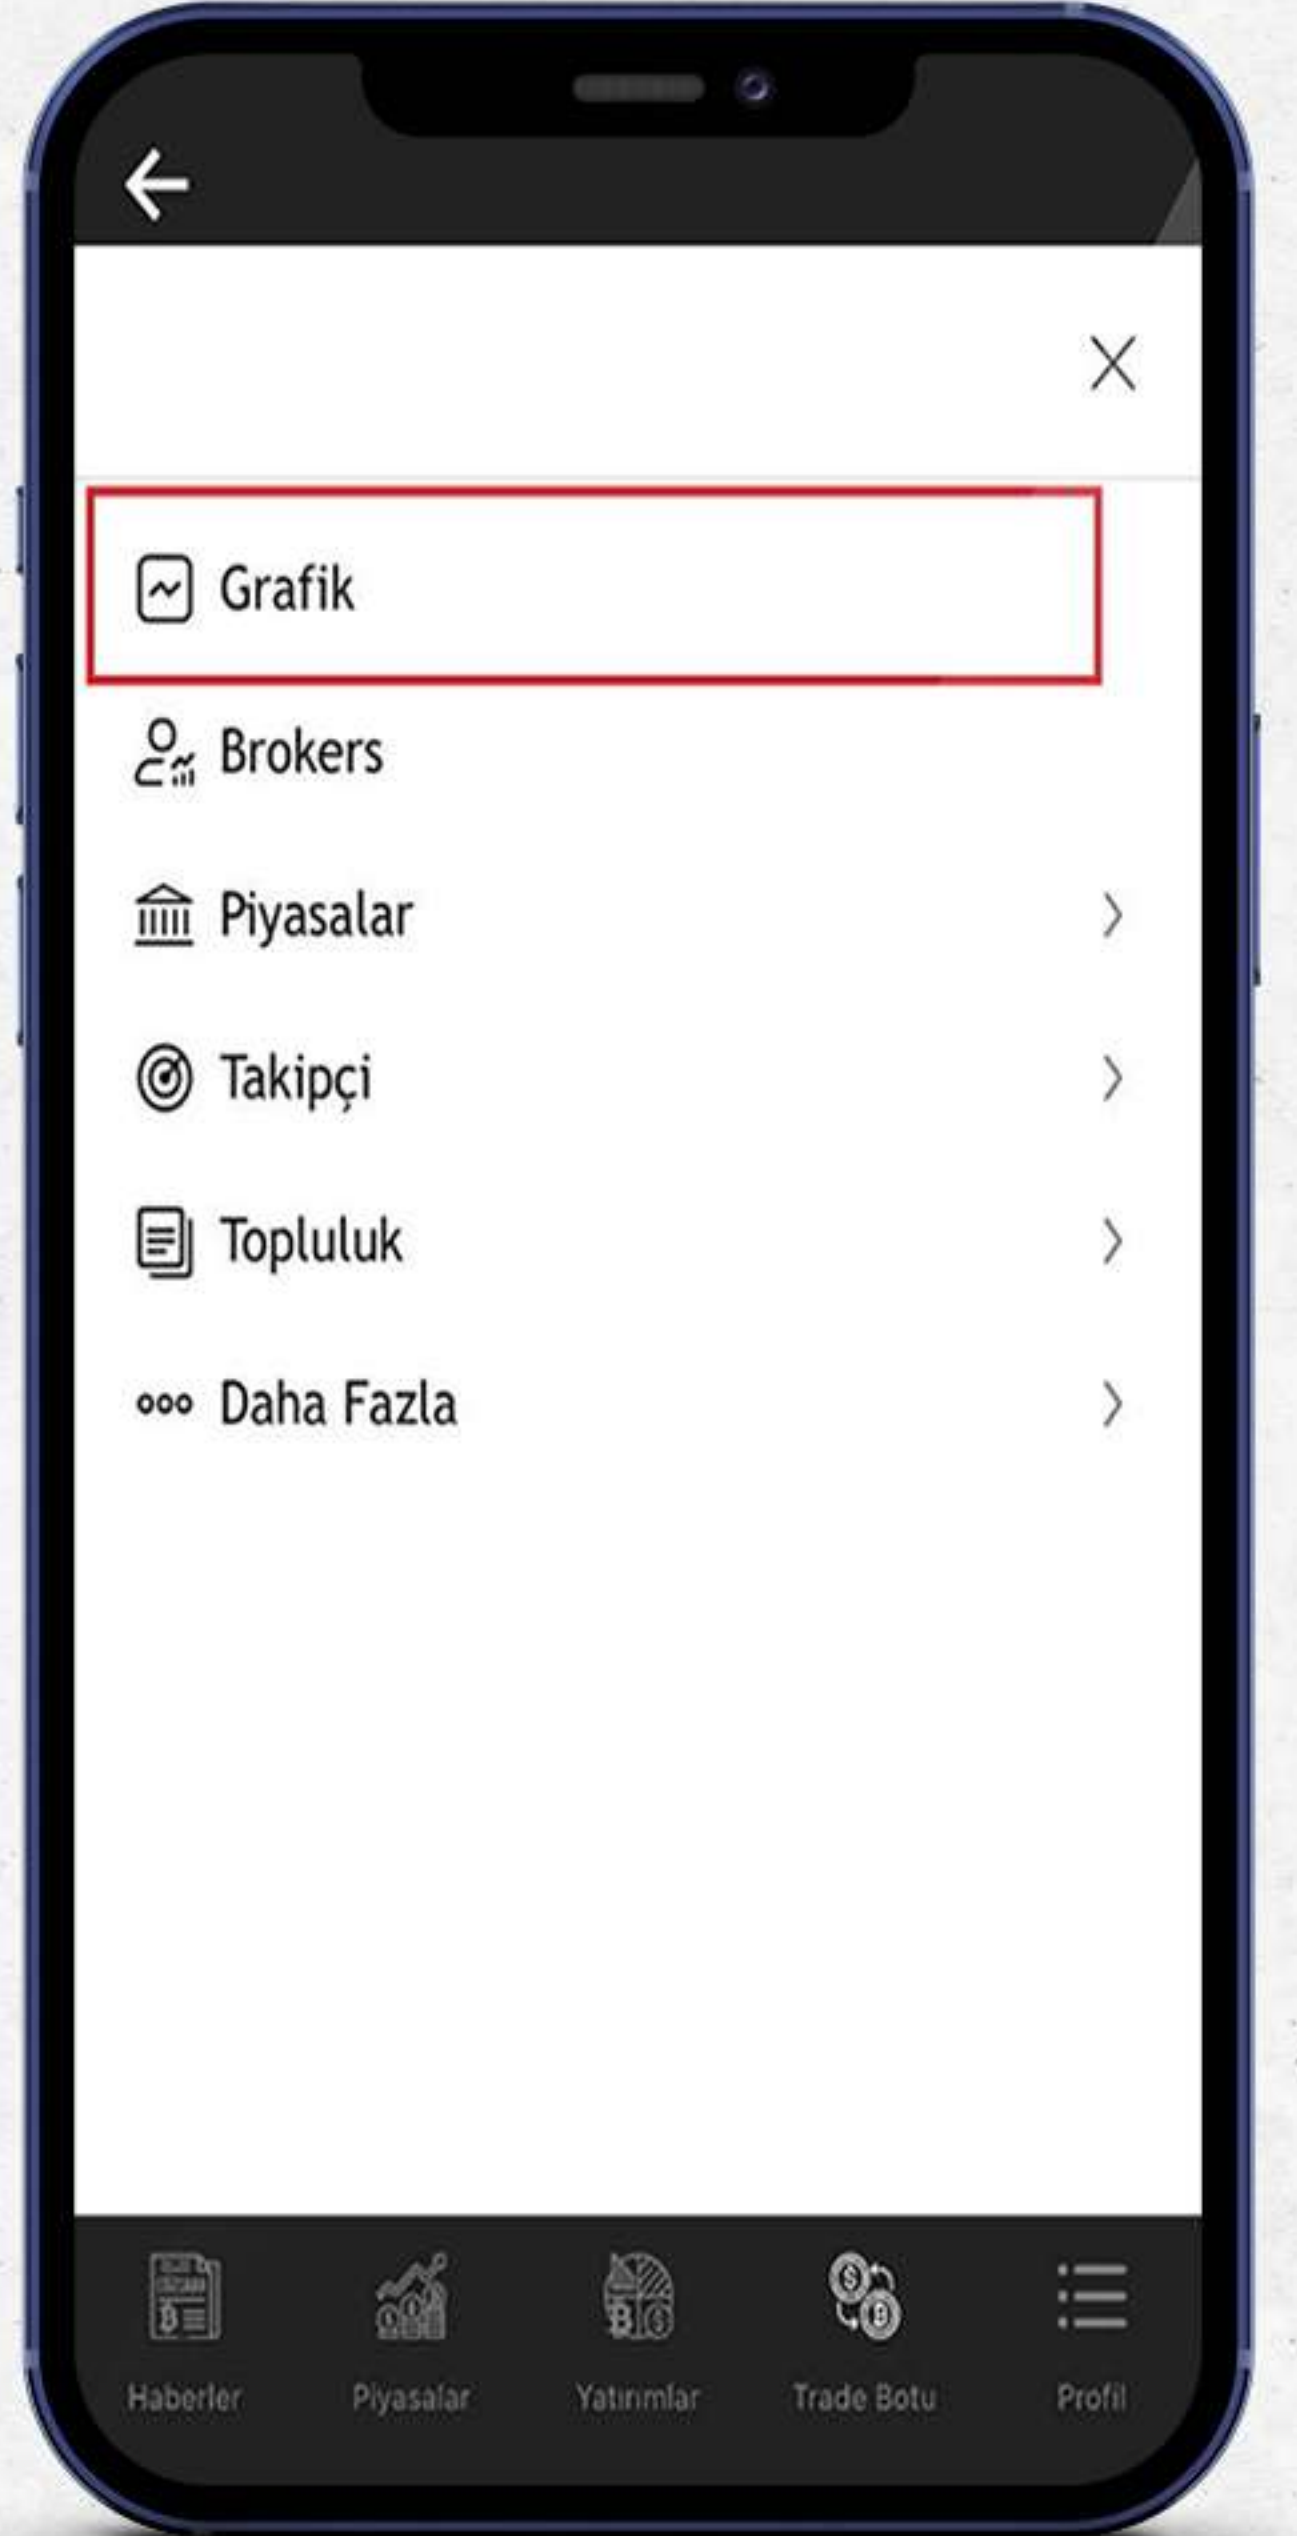 Grafik
Brokers
Piyasalar
Takipçi
Topluluk
Daha Fazla
Haberler
Piyasalar
Yatırımlar
Trade Botu
Profil